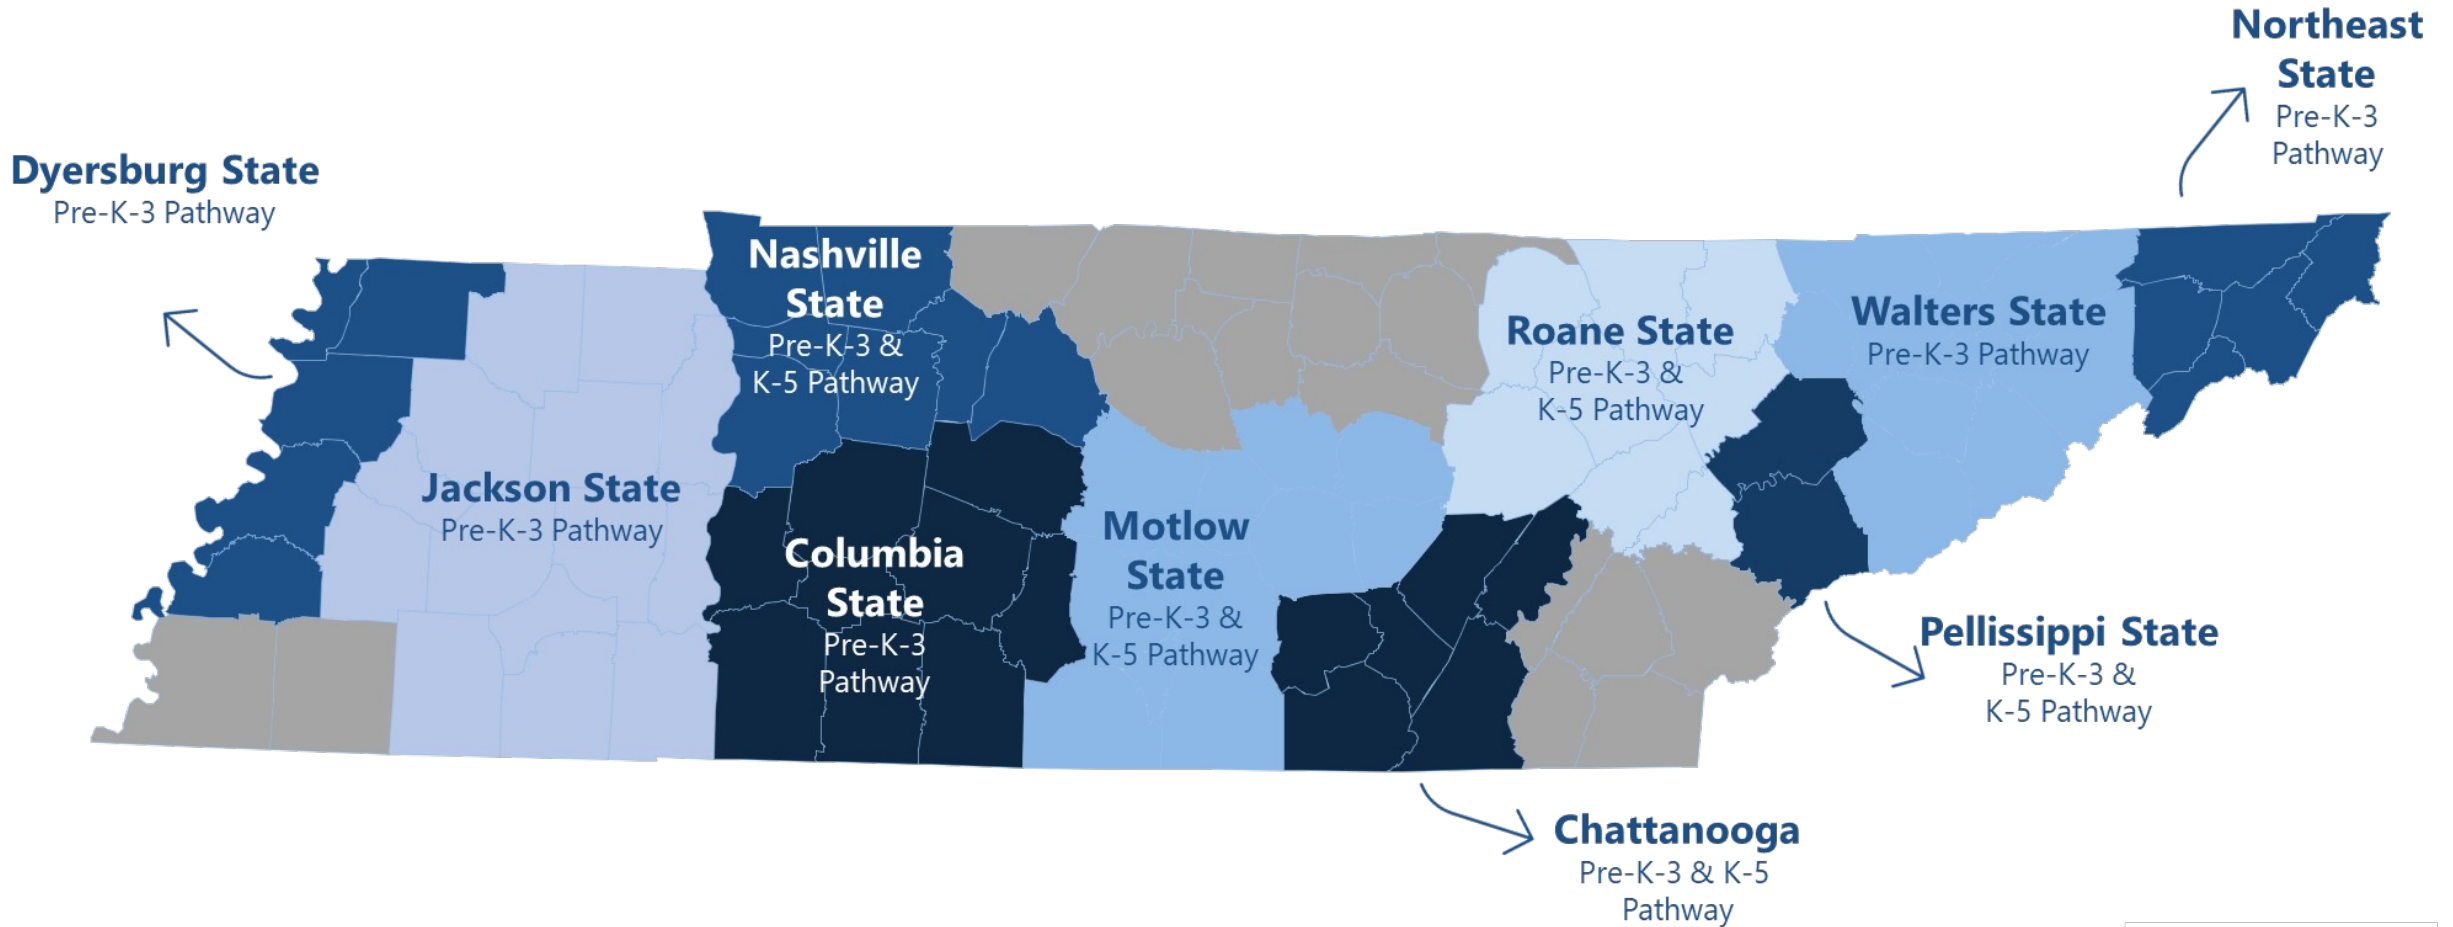 Northeast
State
Pre-K-3
Pathway
Dyersburg State
Pre-K-3 Pathway
Nashville
State
Pre-K-3 &
K-5 Pathway
Walters State
Pre-K-3 Pathway
Roane State
Pre-K-3 &
K-5 Pathway
Jackson State
Pre-K-3 Pathway
Motlow
State
Pre-K-3 &
K-5 Pathway
Columbia
State
Pre-K-3
Pathway
Pellissippi State
Pre-K-3 &
K-5 Pathway
Chattanooga
Pre-K-3 & K-5
Pathway